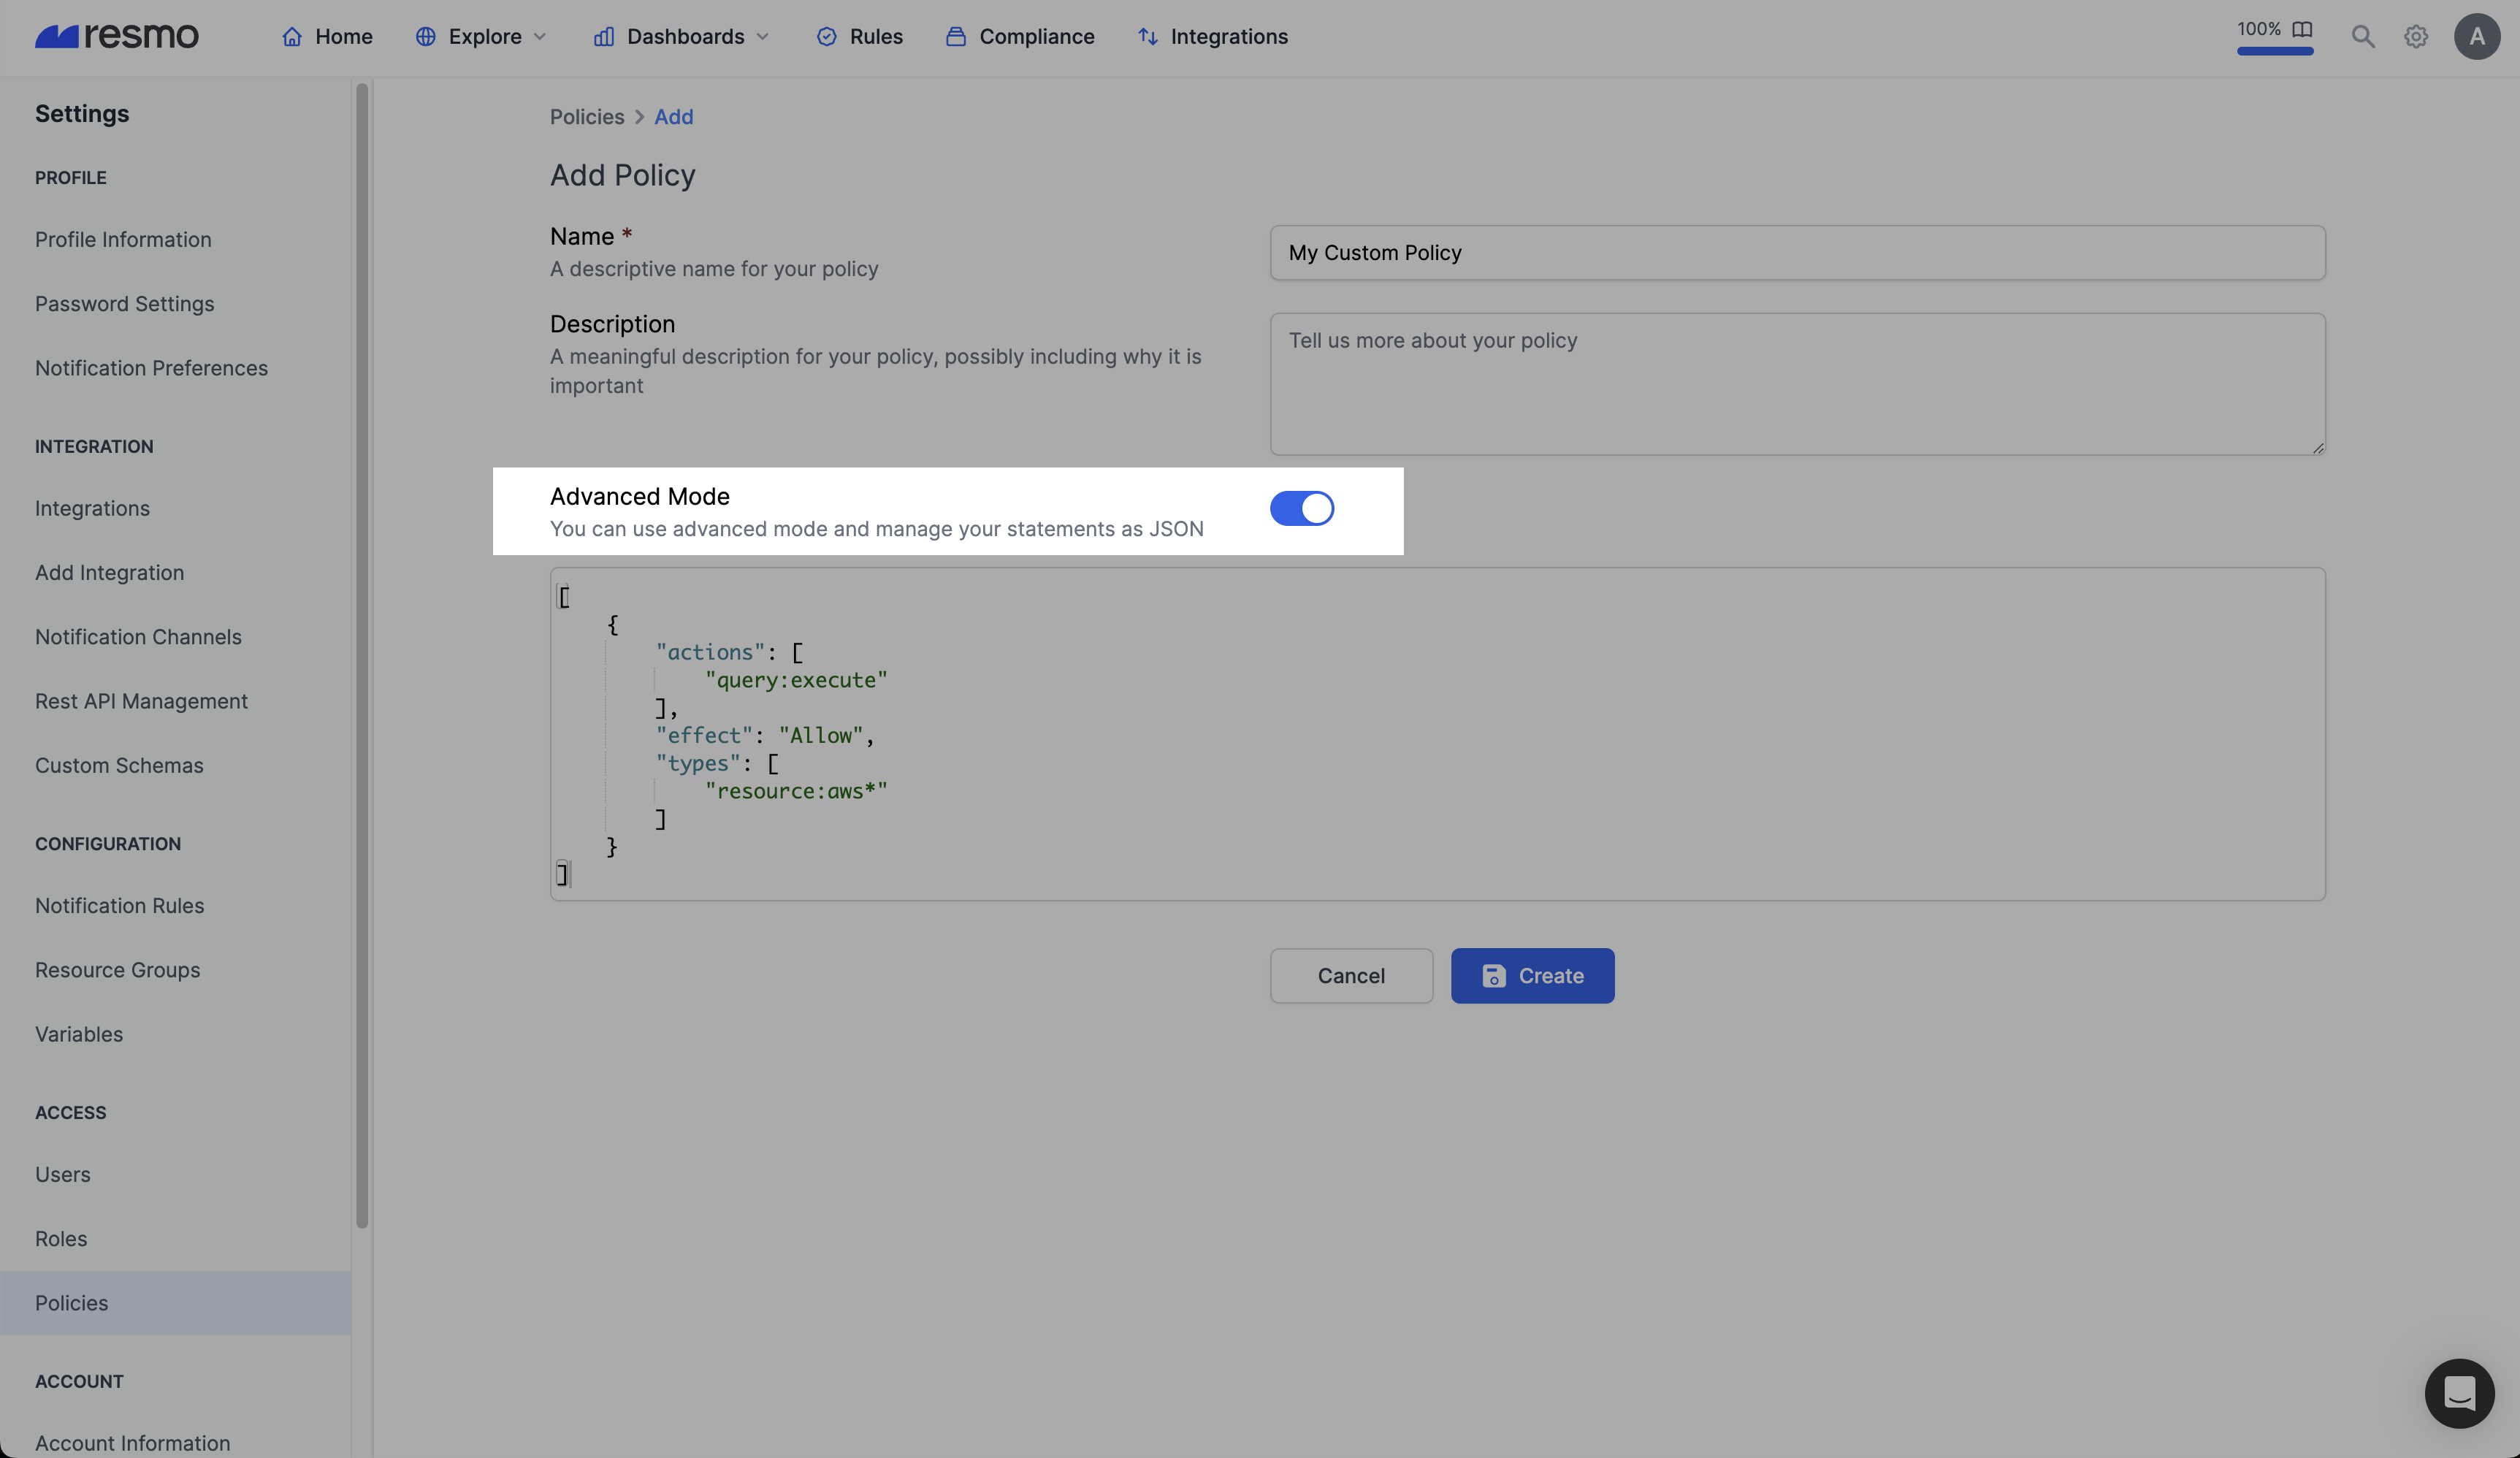 resmo
Home
Explore
Dashboards
Rules
Compliance
Integrations
100%
A
Settings
PROFILE
Profile Information
Password Settings
Notification Preferences
INTEGRATION
Integrations
Add Integration
Notification Channels
Rest API Management
Custom Schemas
CONFIGURATION
Notification Rules
Resource Groups
Variables
ACCESS
Users
Roles
Policies
ACCOUNT
Account Information
Policies > Add
Add Policy
Name *
A descriptive name for your policy
My Custom Policy
Description
A meaningful description for your policy, possibly including why it is
important
Tell us more about your policy
Advanced Mode
You can use advanced mode and manage your statements as JSON
[
    {
        "actions": [
            "query:execute"
        ],
        "effect": "Allow",
        "types": [
            "resource:aws*"
        ]
    }
]
Cancel
Create